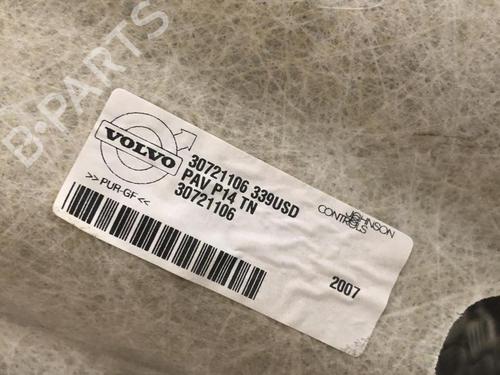 B-PARTS
VOLVO
>>PUR-GF<<
30721106 339USD
PAV P14 TN
30721106
JOHNSON
CONTROLS
2007